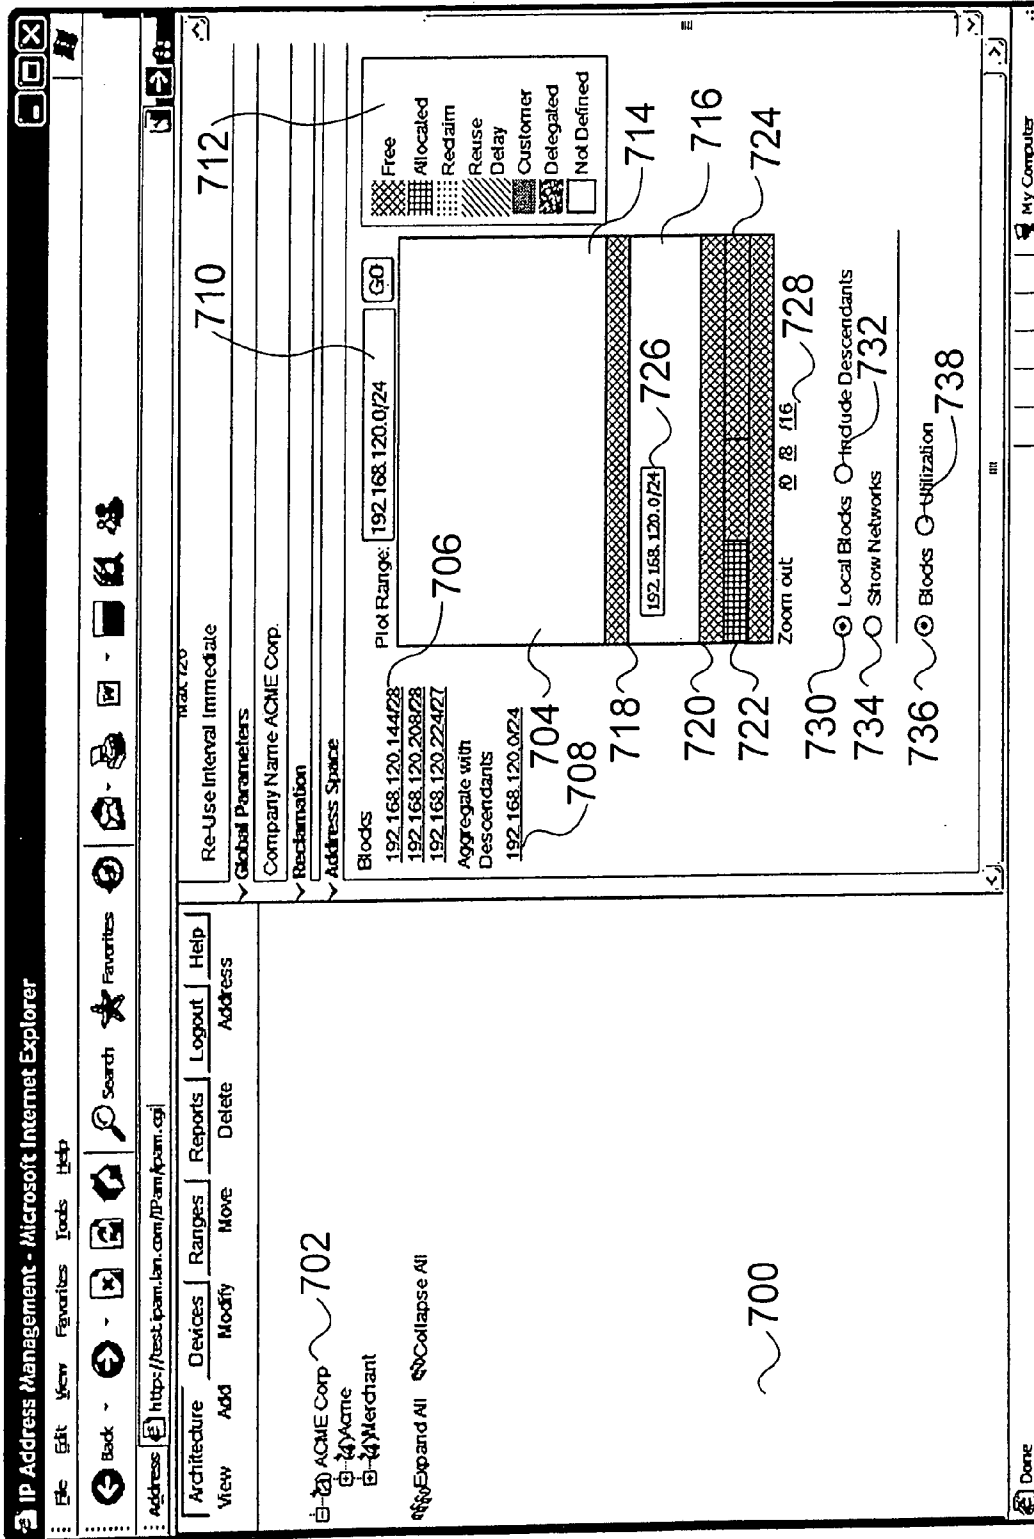 IP Address Management - Microsoft Internet Explorer
File Edit View Favorites Tools Help
Back Search Favorites
Address http://test.ipam.lan.com/IPam/ipam.cgi
Architecture Devices Ranges Reports Logout Help
View Add Modify Move Delete Address
ACME Corp 702
(4)Acme
(4)Merchant
Expand All Collapse All
700
Re-Use Interval Immediate
Global Parameters
Company Name ACME Corp.
Reclamation
Address Space
Blocks
192.168.120.144/28
192.168.120.208/28
192.168.120.224/27
706
Aggregate with
Descendants
192.168.120.0/24
704
708
710
712
Plot Range: 192.168.120.0/24 GO
Free
Allocated
Reclaim
Reuse
Delay
Customer
Delegated
Not Defined
714
716
718
192.168.120.0/24
726
720
722
724
Zoom out /0 /8 /16
728
730
Local Blocks Include Descendants
732
734
Show Networks
736
Blocks Utilization
738
Done
My Computer